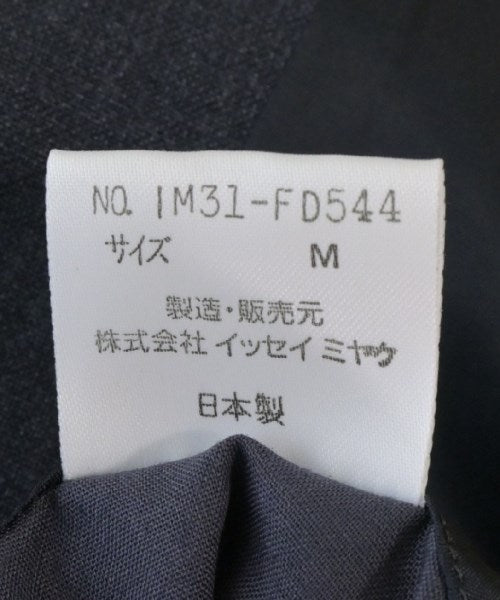 NO. IM31-FD544
サイズ M
製造・販売元
株式会社 イッセイ ミヤケ
日本製